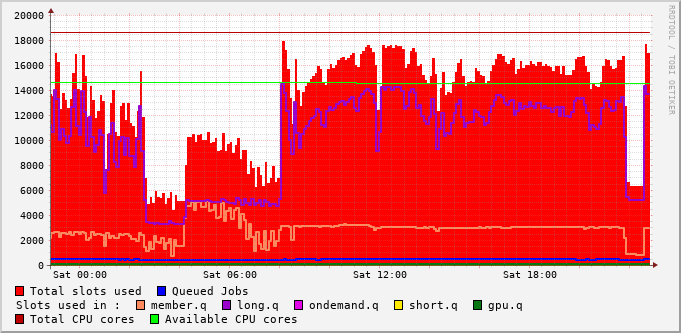 20000
18000
16000
14000
12000
10000
8000
6000
4000
2000
0
Sat 00:00 Sat 06:00 Sat 12:00 Sat 18:00
Total slots used Queued Jobs
Slots used in : member.q long.q ondemand.q short.q gpu.q
Total CPU cores Available CPU cores
RRDTOOL / TOBI OETIKER